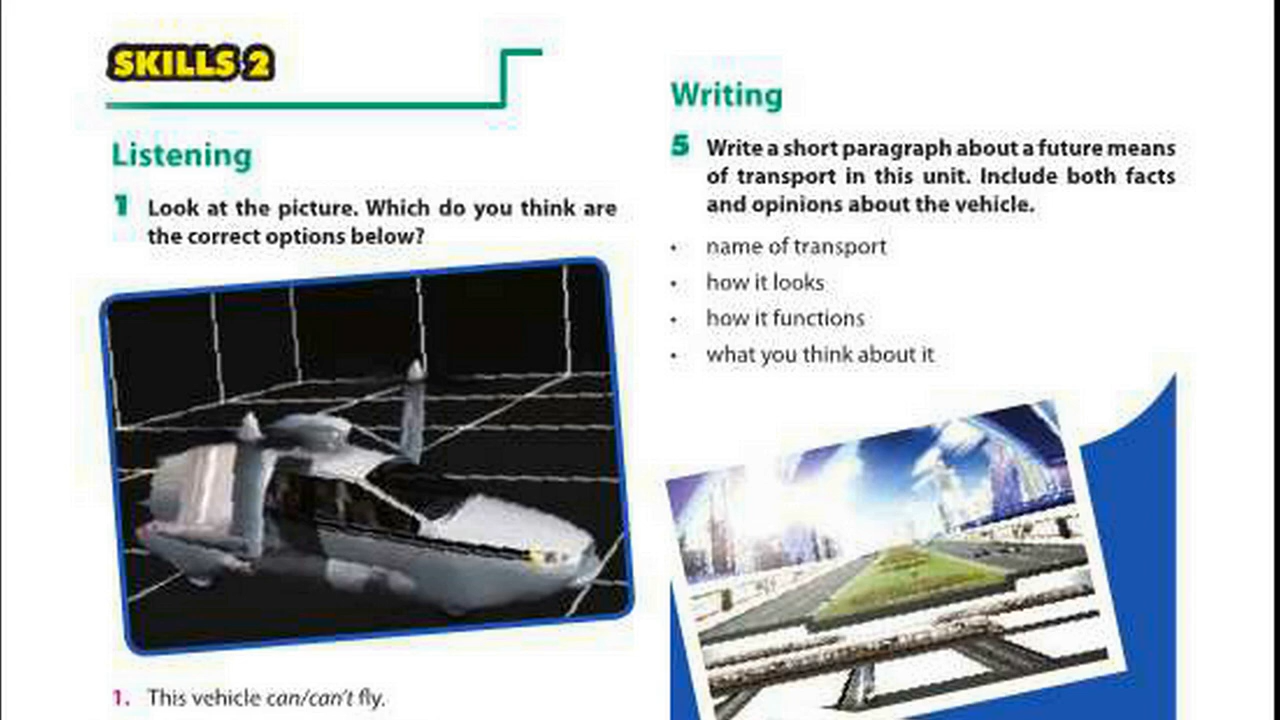 SKILLS 2
Listening
1 Look at the picture. Which do you think are
the correct options below?
1. This vehicle can/can't fly.
Writing
5 Write a short paragraph about a future means
of transport in this unit. Include both facts
and opinions about the vehicle.
• name of transport
• how it looks
• how it functions
• what you think about it